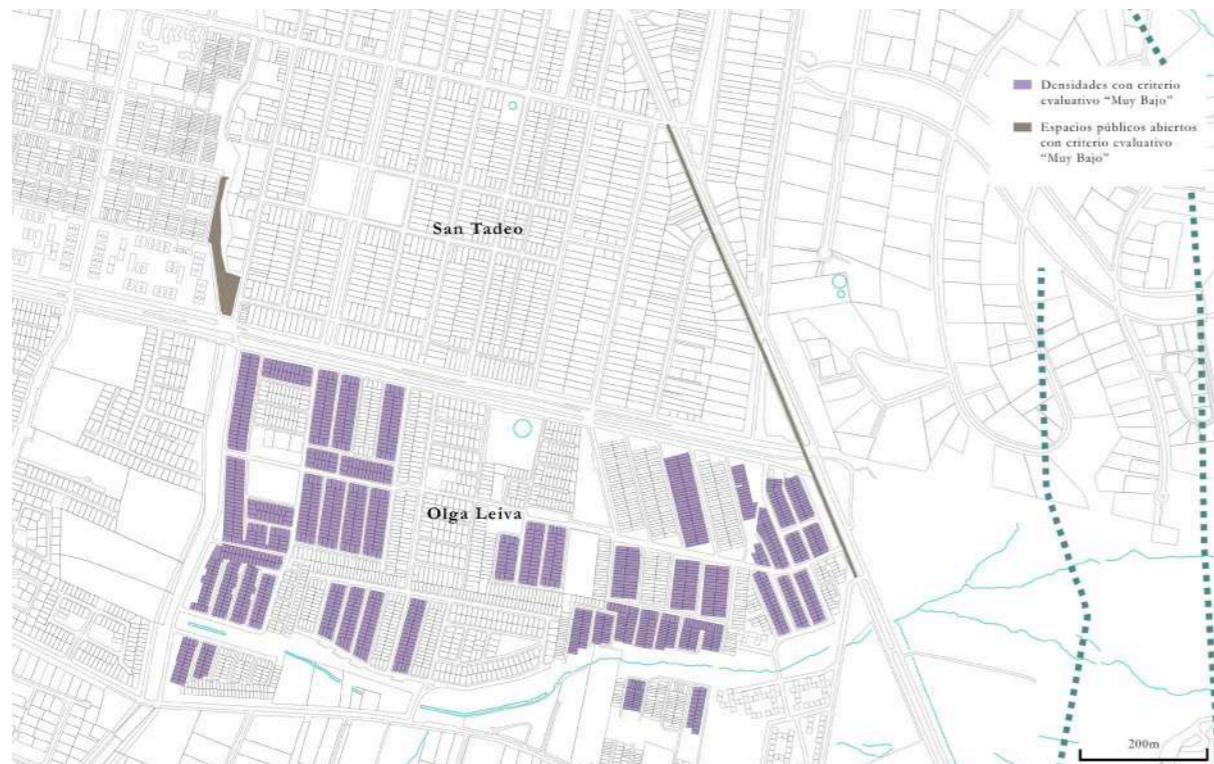 Densidades con criterio
evaluativo “Muy Bajo”
Espacios públicos abiertos
con criterio evaluativo
“Muy Bajo”
San Tadeo
Olga Leiva
200m